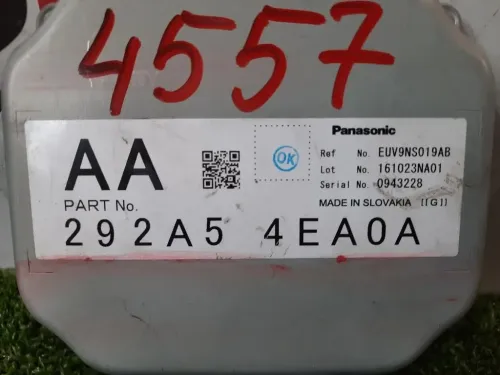 4557
AA
PART No.
292A5 4EA0A
OK
Panasonic
Ref No. EUV9NS019AB
Lot No. 161023NA01
Serial No. 0943228
MADE IN SLOVAKIA IIGII